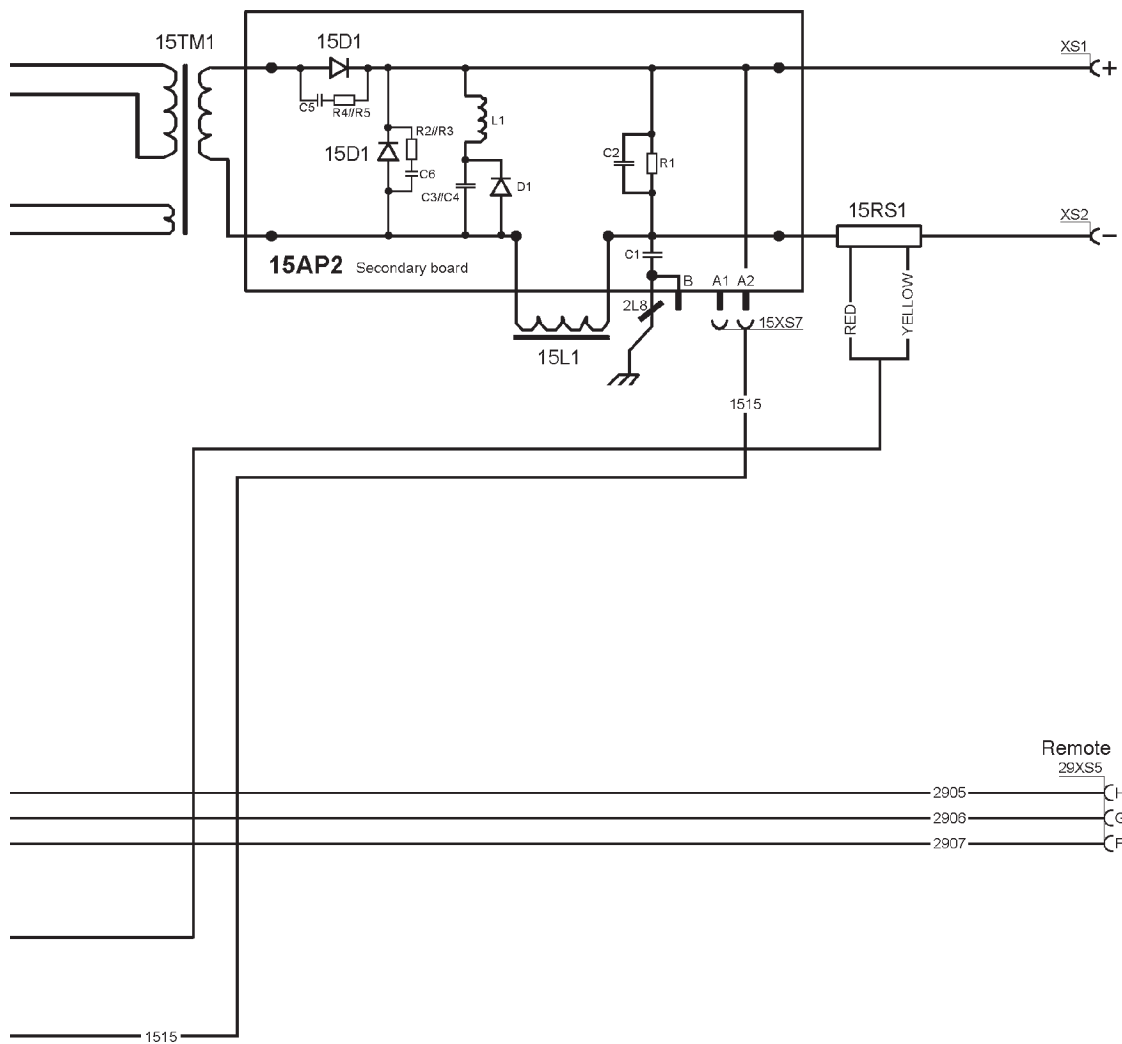 15TM1
15D1
XS1
+
C5
R4//R5
L1
R2//R3
15D1
C6
C3//C4
D1
C2
R1
15RS1
XS2
−
15AP2 Secondary board
C1
B
A1
A2
2L8
15XS7
RED
YELLOW
15L1
1515
Remote
29XS5
2905
H
2906
G
2907
F
1515